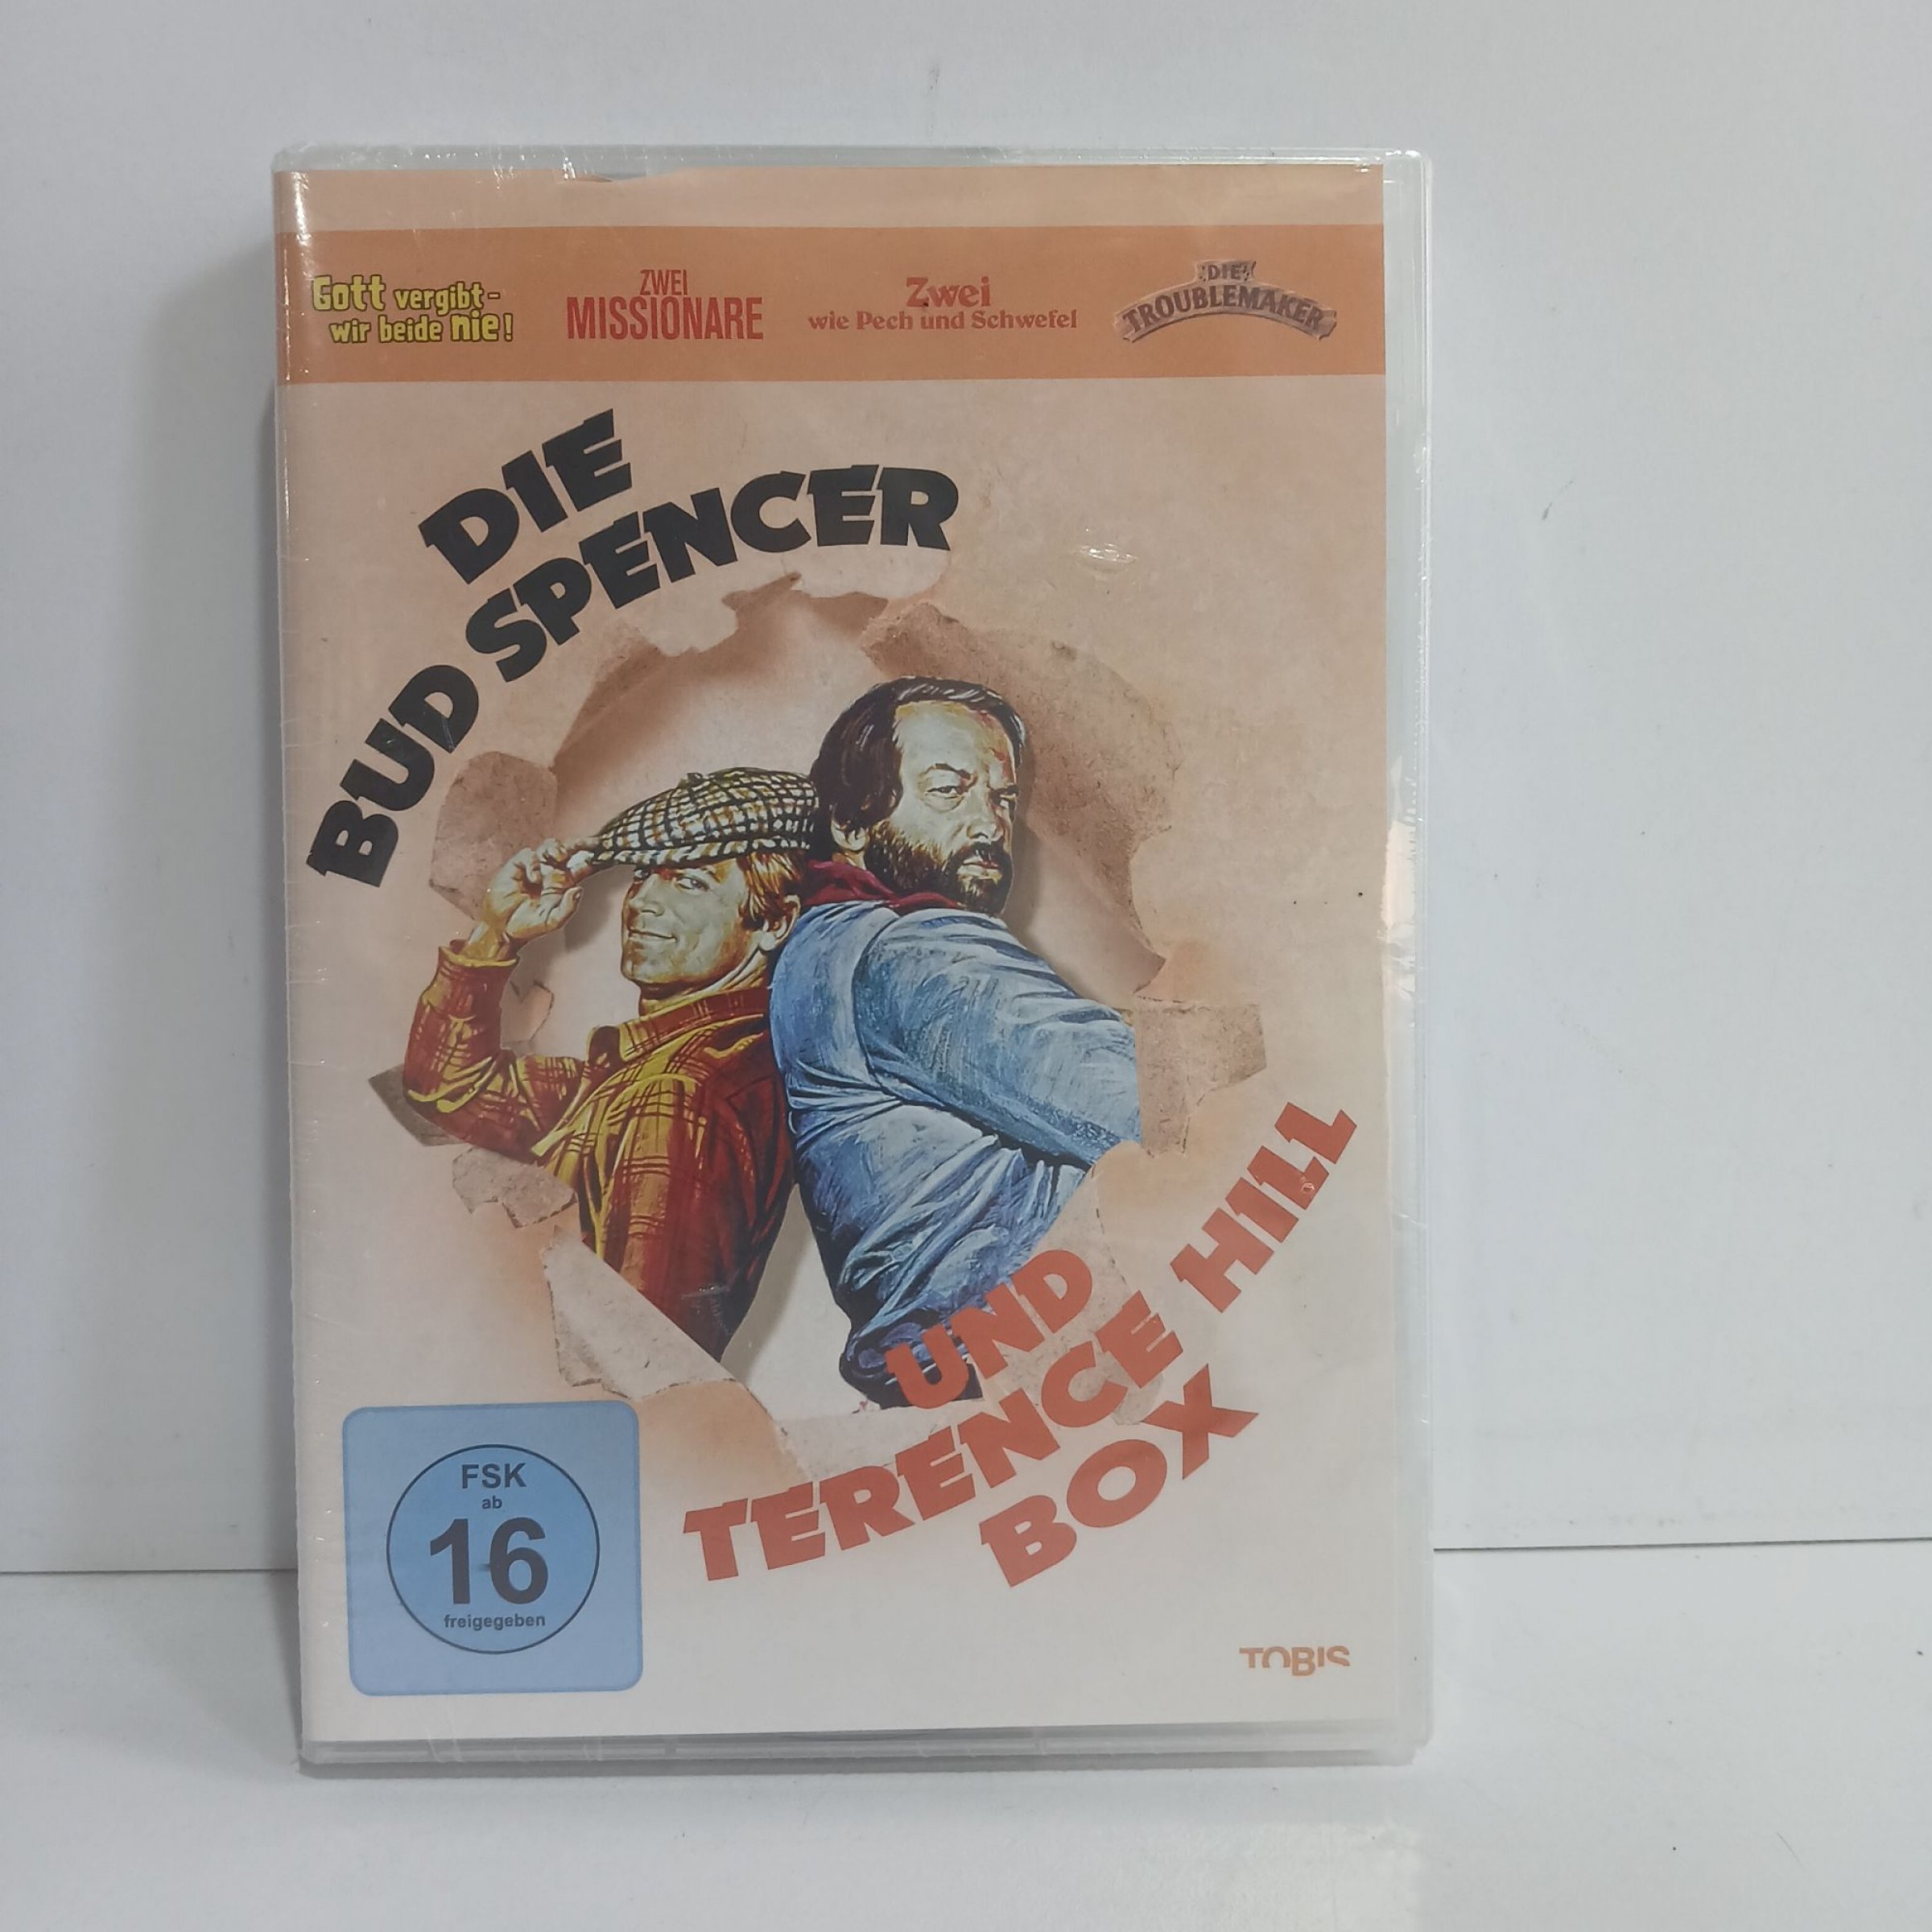 Gott vergibt-
wir beide nie!
ZWEI
MISSIONARE
Zwei
wie Pech und Schwefel
DIE
TROUBLEMAKER
DIE
BUD SPENCER
UND
TERENCE HILL
BOX
FSK
ab
16
freigegeben
TOBIS